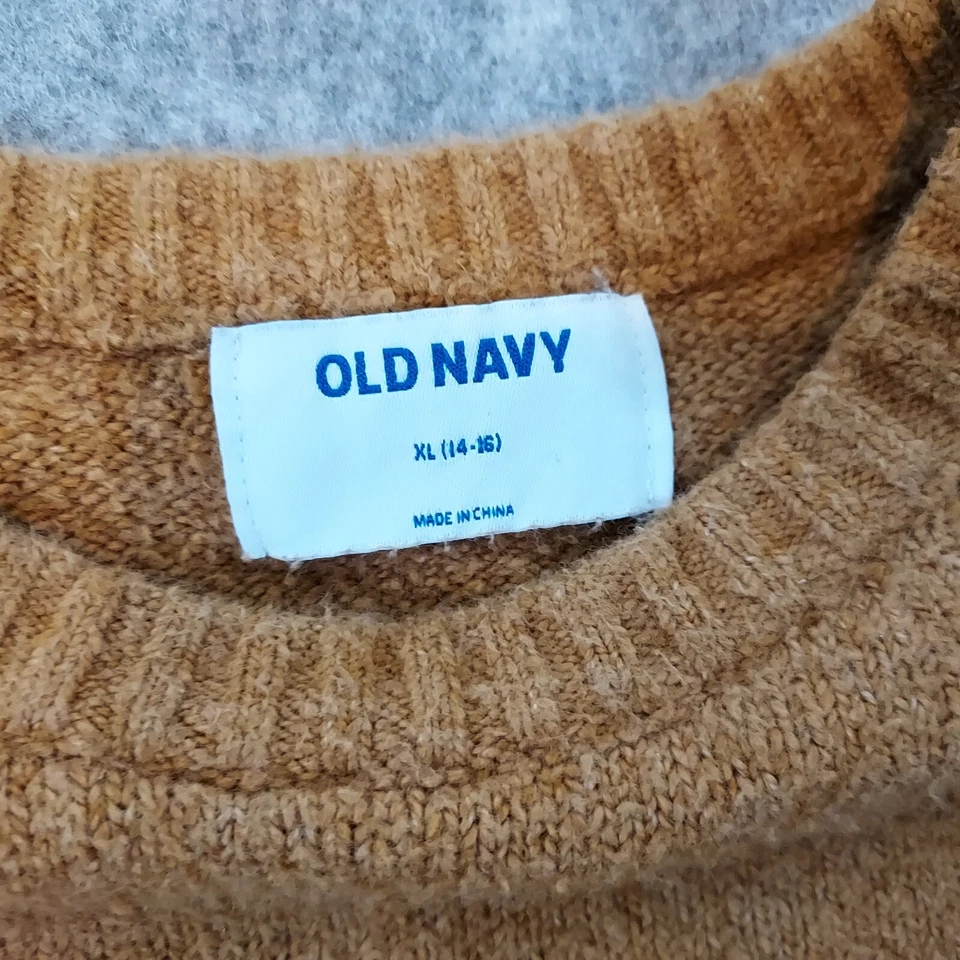 OLD NAVY
XL (14-16)
MADE IN CHINA